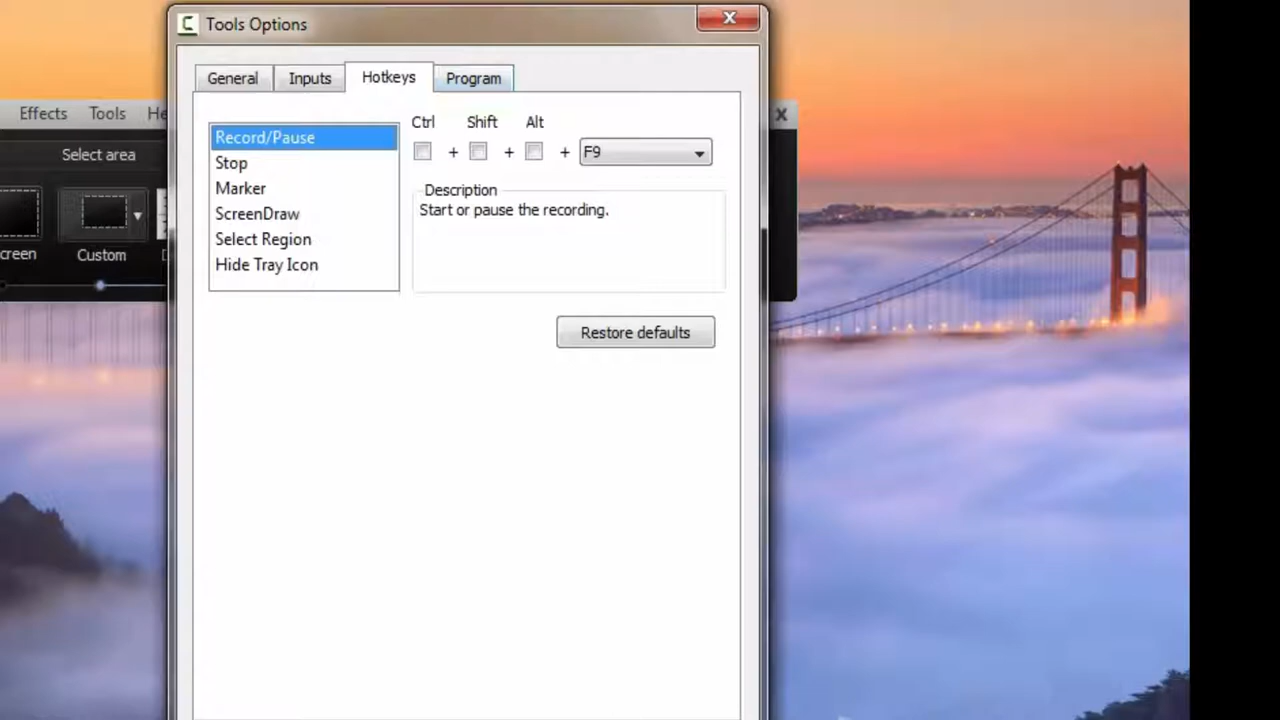 Tools Options
General Inputs Hotkeys Program
Effects Tools He
Select area
Custom
creen
Record/Pause
Stop
Marker
ScreenDraw
Select Region
Hide Tray Icon
Ctrl Shift Alt
+ + + F9
Description
Start or pause the recording.
Restore defaults